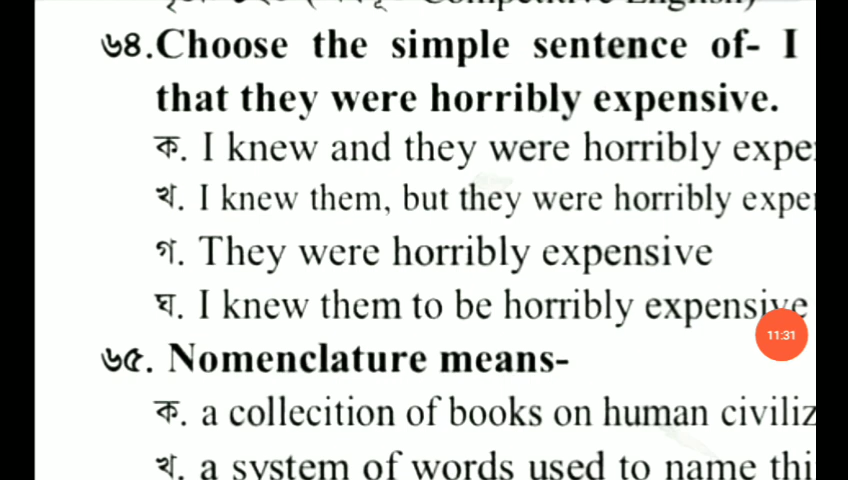 Competitive English)
৬৪. Choose the simple sentence of- I
that they were horribly expensive.
ক. I knew and they were horribly expe
খ. I knew them, but they were horribly expe
গ. They were horribly expensive
ঘ. I knew them to be horribly expensive
11:31
৬৫. Nomenclature means-
ক. a collecition of books on human civiliz
খ. a system of words used to name thi